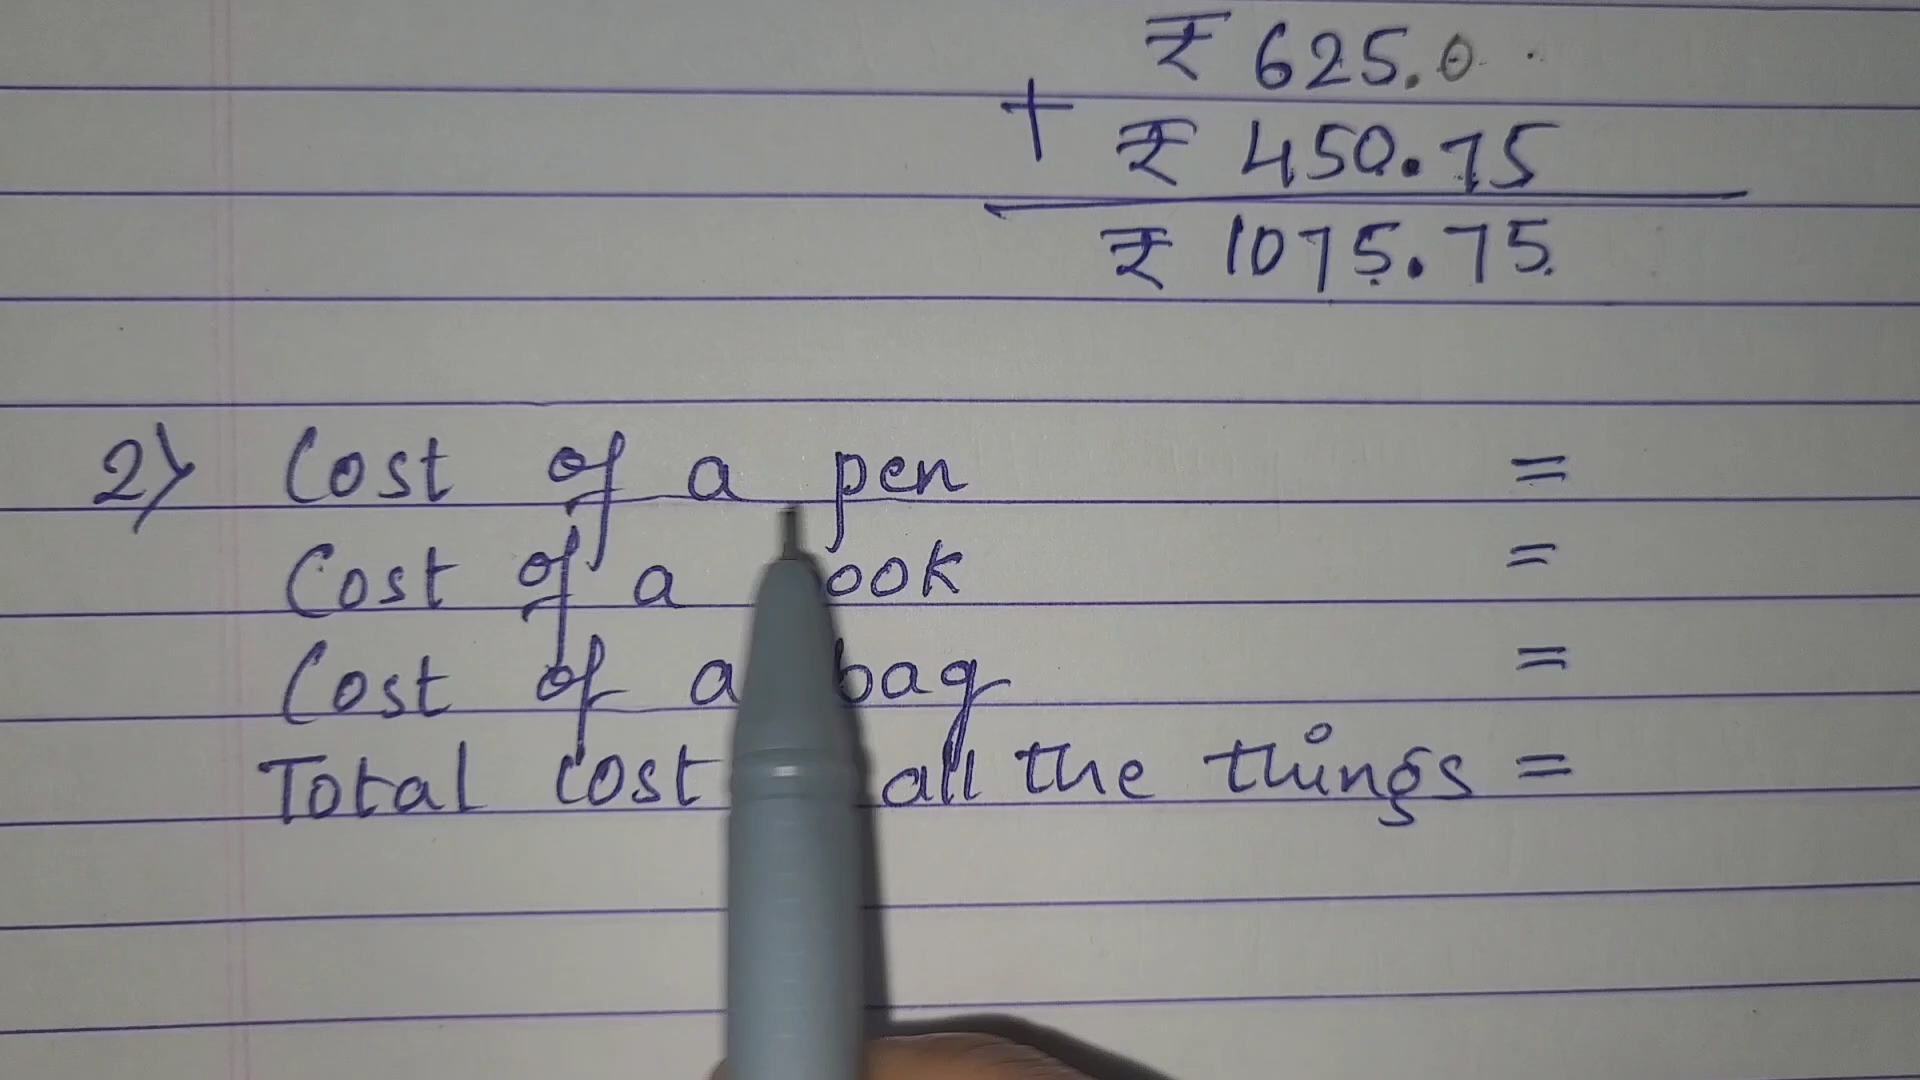 ₹ 625.0
+ ₹ 450.75
₹ 1075.75
2) Cost of a pen =
Cost of a ook =
Cost of a bag =
Total cost all the things =